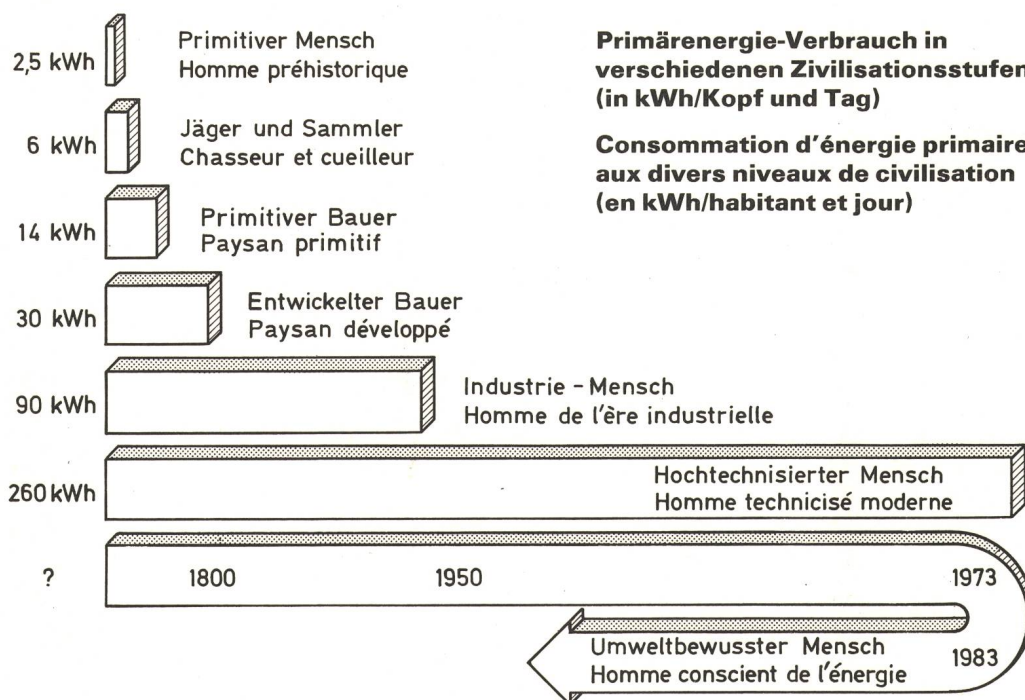 Primärenergie-Verbrauch in
verschiedenen Zivilisationsstufen
(in kWh/Kopf und Tag)
Consommation d'énergie primaire
aux divers niveaux de civilisation
(en kWh/habitant et jour)
2,5 kWh
Primitiver Mensch
Homme préhistorique
6 kWh
Jäger und Sammler
Chasseur et cueilleur
14 kWh
Primitiver Bauer
Paysan primitif
30 kWh
Entwickelter Bauer
Paysan développé
90 kWh
Industrie - Mensch
Homme de l'ère industrielle
260 kWh
Hochtechnisierter Mensch
Homme technicisé moderne
?
1800
1950
1973
1983
Umweltbewusster Mensch
Homme conscient de l'énergie